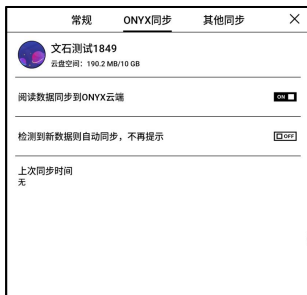 常规 ONYX同步 其他同步
文石测试1849
云盘空间：190.2 MB/10 GB
阅读数据同步到ONYX云端 ON
检测到新数据则自动同步，不再提示 OFF
上次同步时间
无